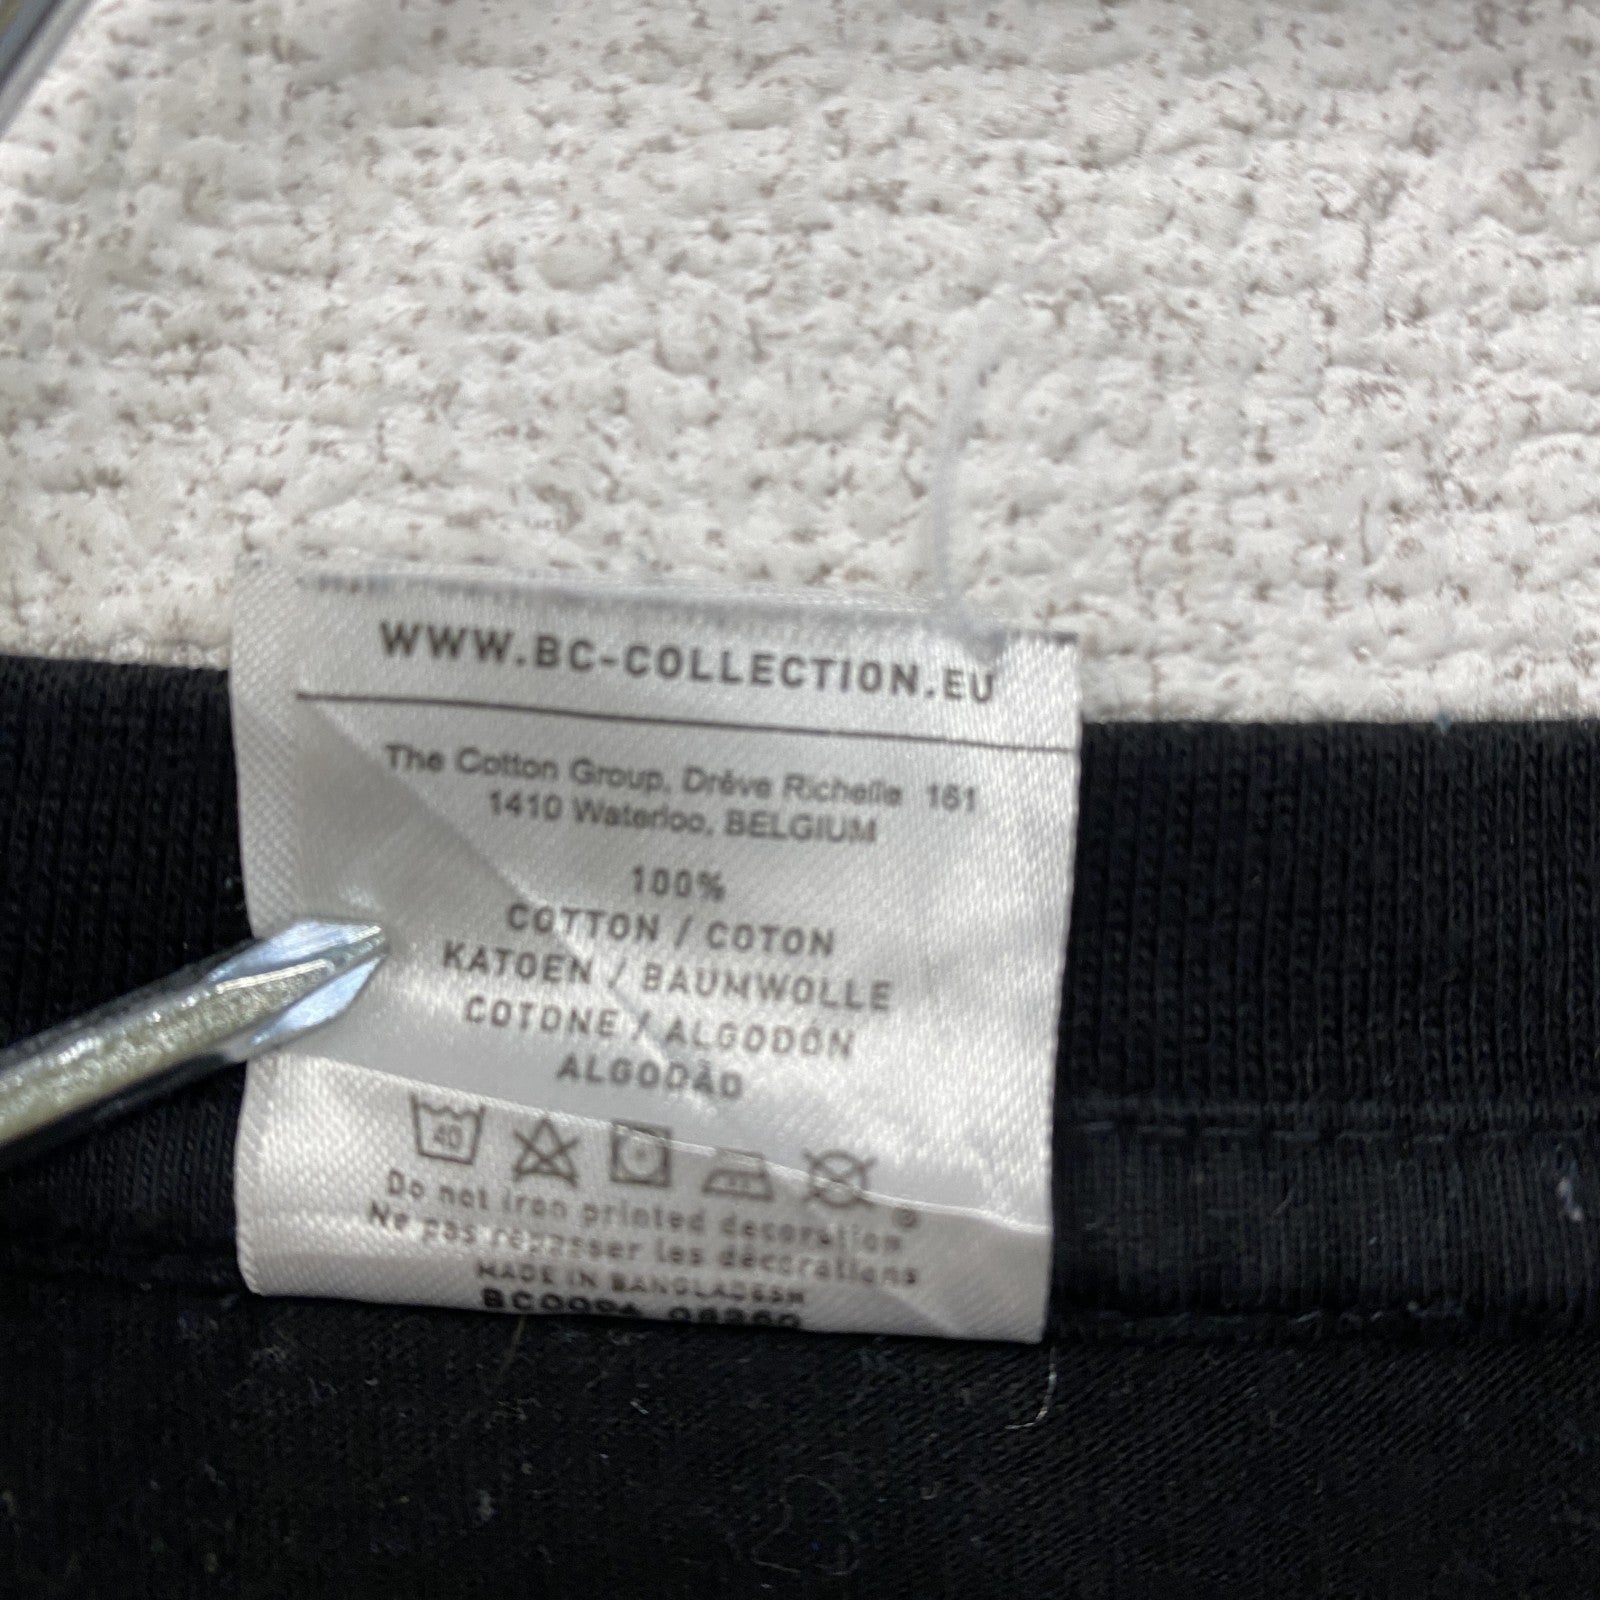 WWW.BC-COLLECTION.EU
The Cotton Group, Drève Richelle 161
1410 Waterloo, BELGIUM
100%
COTTON / COTON
KATOEN / BAUMWOLLE
COTONE / ALGODÓN
ALGODÃO
40
Do not iron printed decoration
Ne pas repasser les décorations
MADE IN BANGLADESH